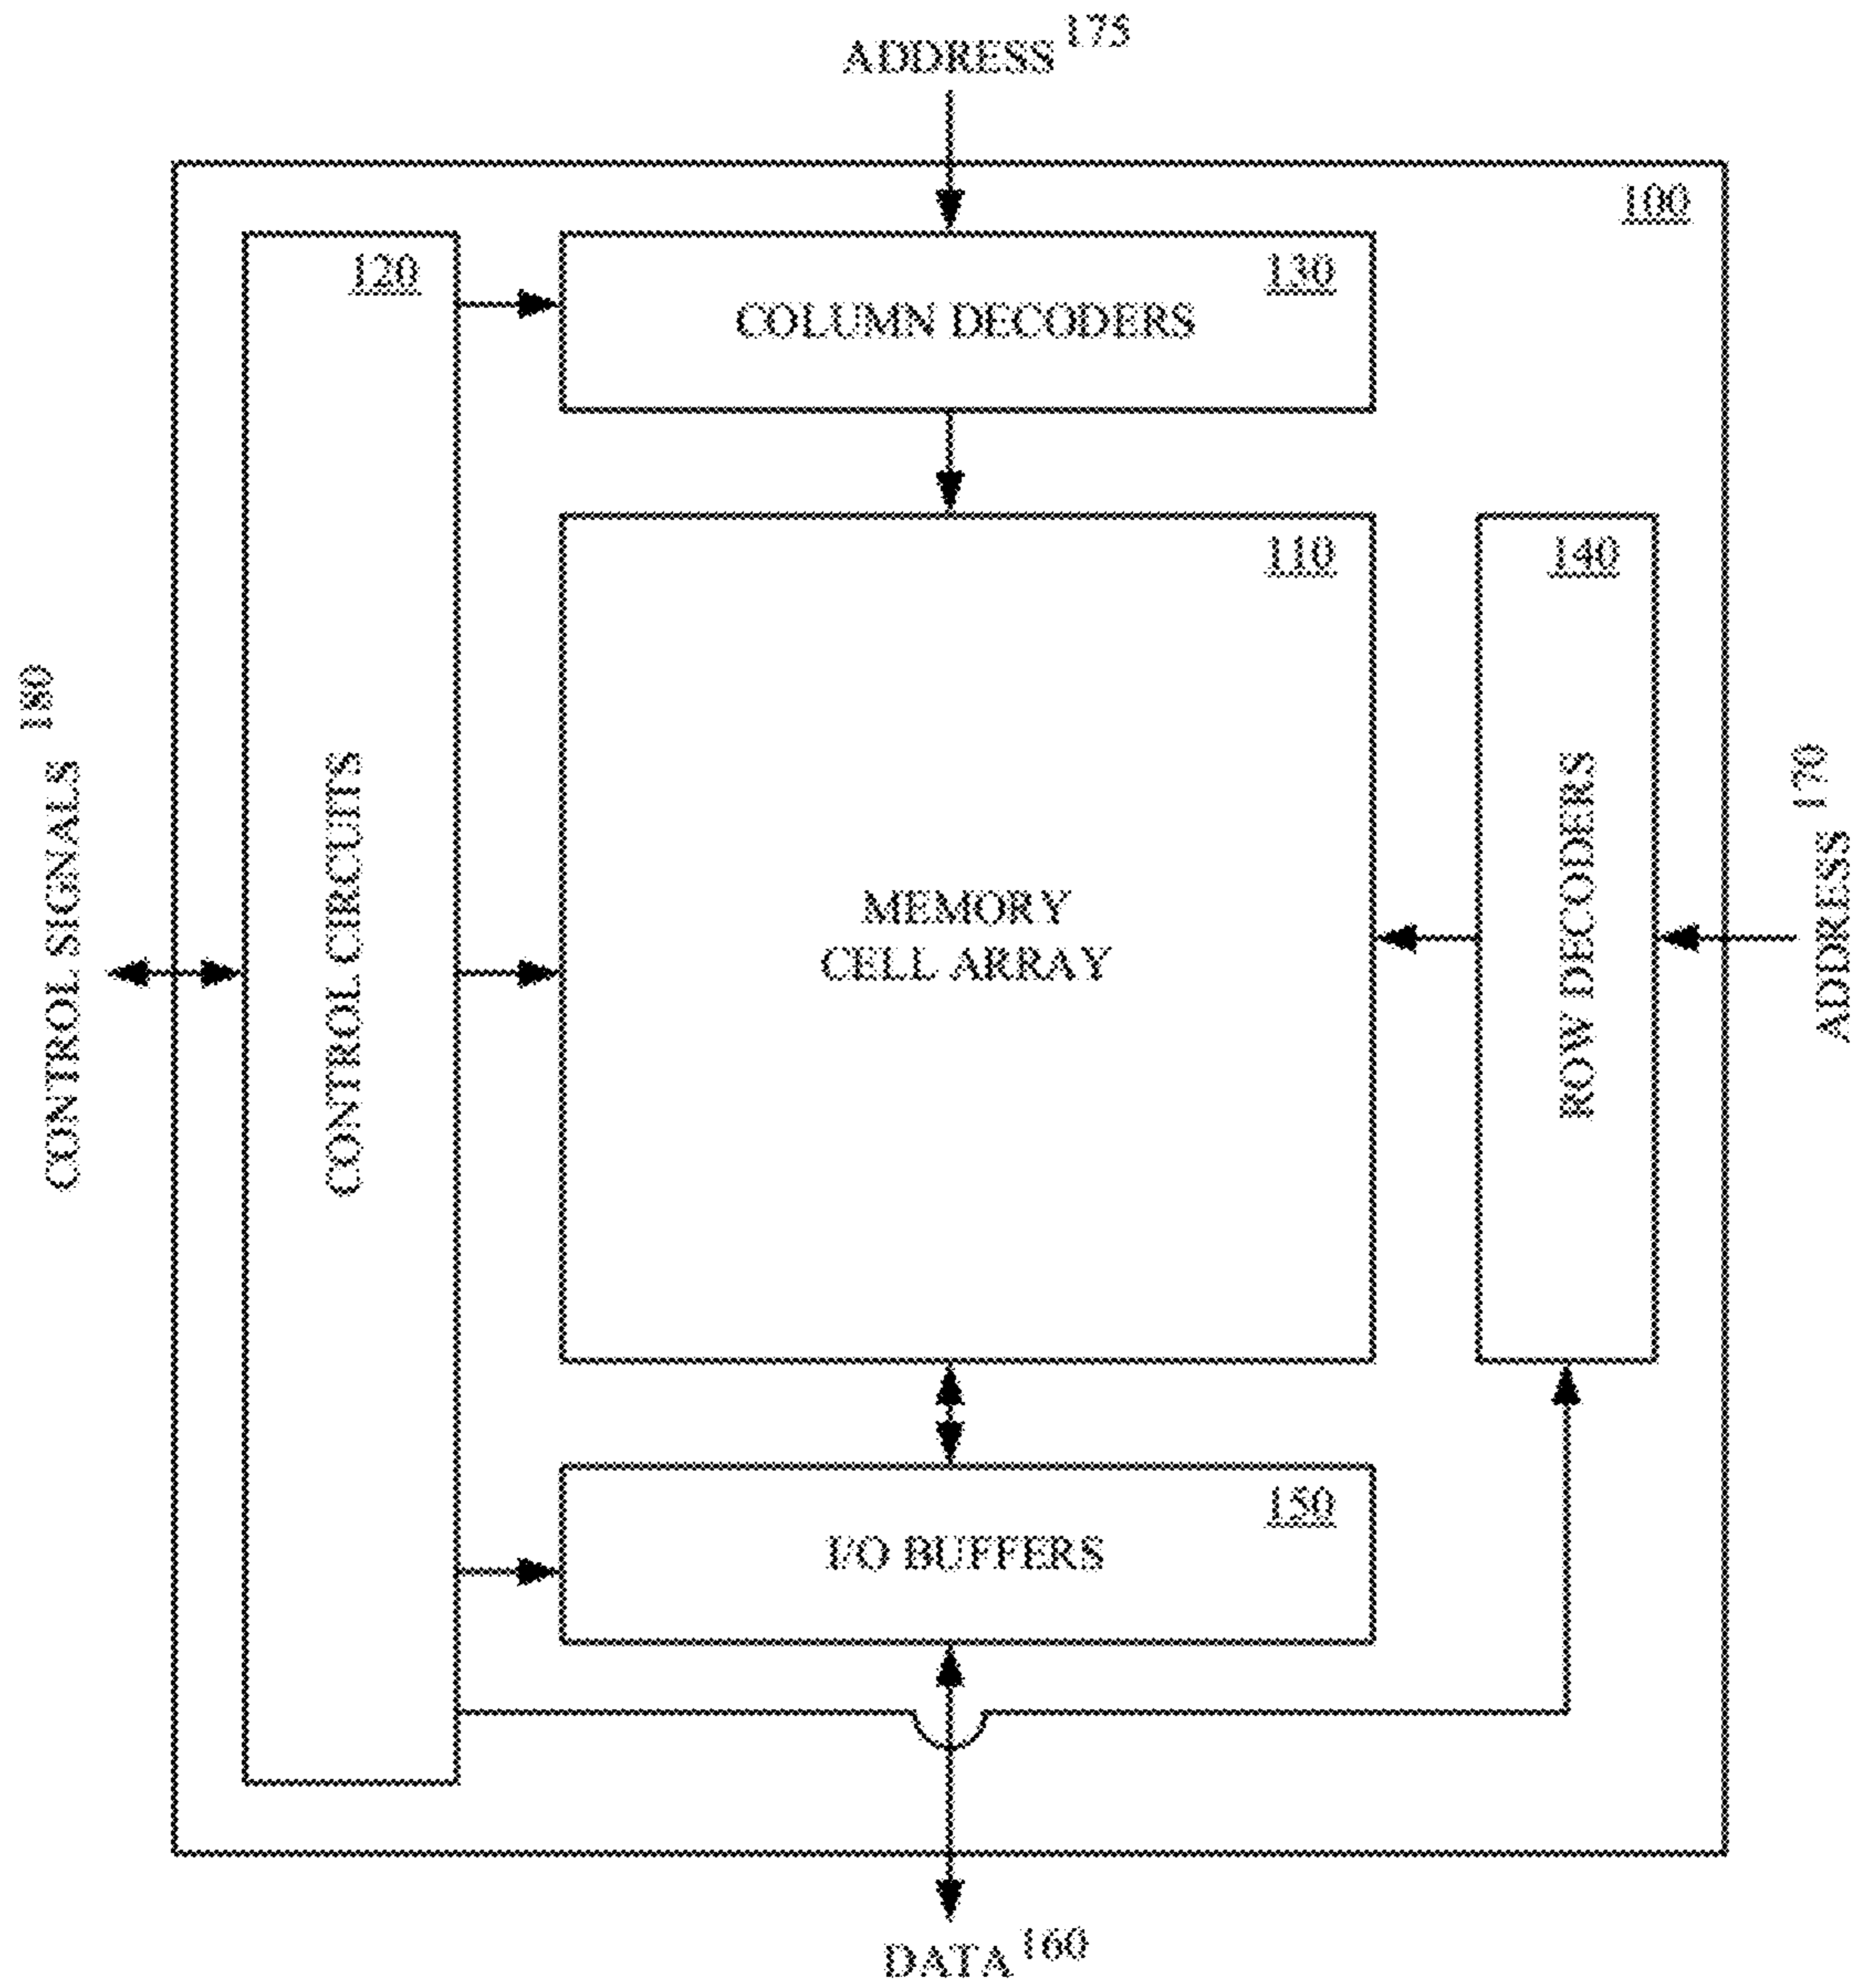 ADDRESS 175
100
120
130
COLUMN DECODERS
110
140
MEMORY
CELL ARRAY
CONTROL SIGNALS 180
CONTROL CIRCUITS
ROW DECODERS
ADDRESS 170
150
I/O BUFFERS
DATA 160